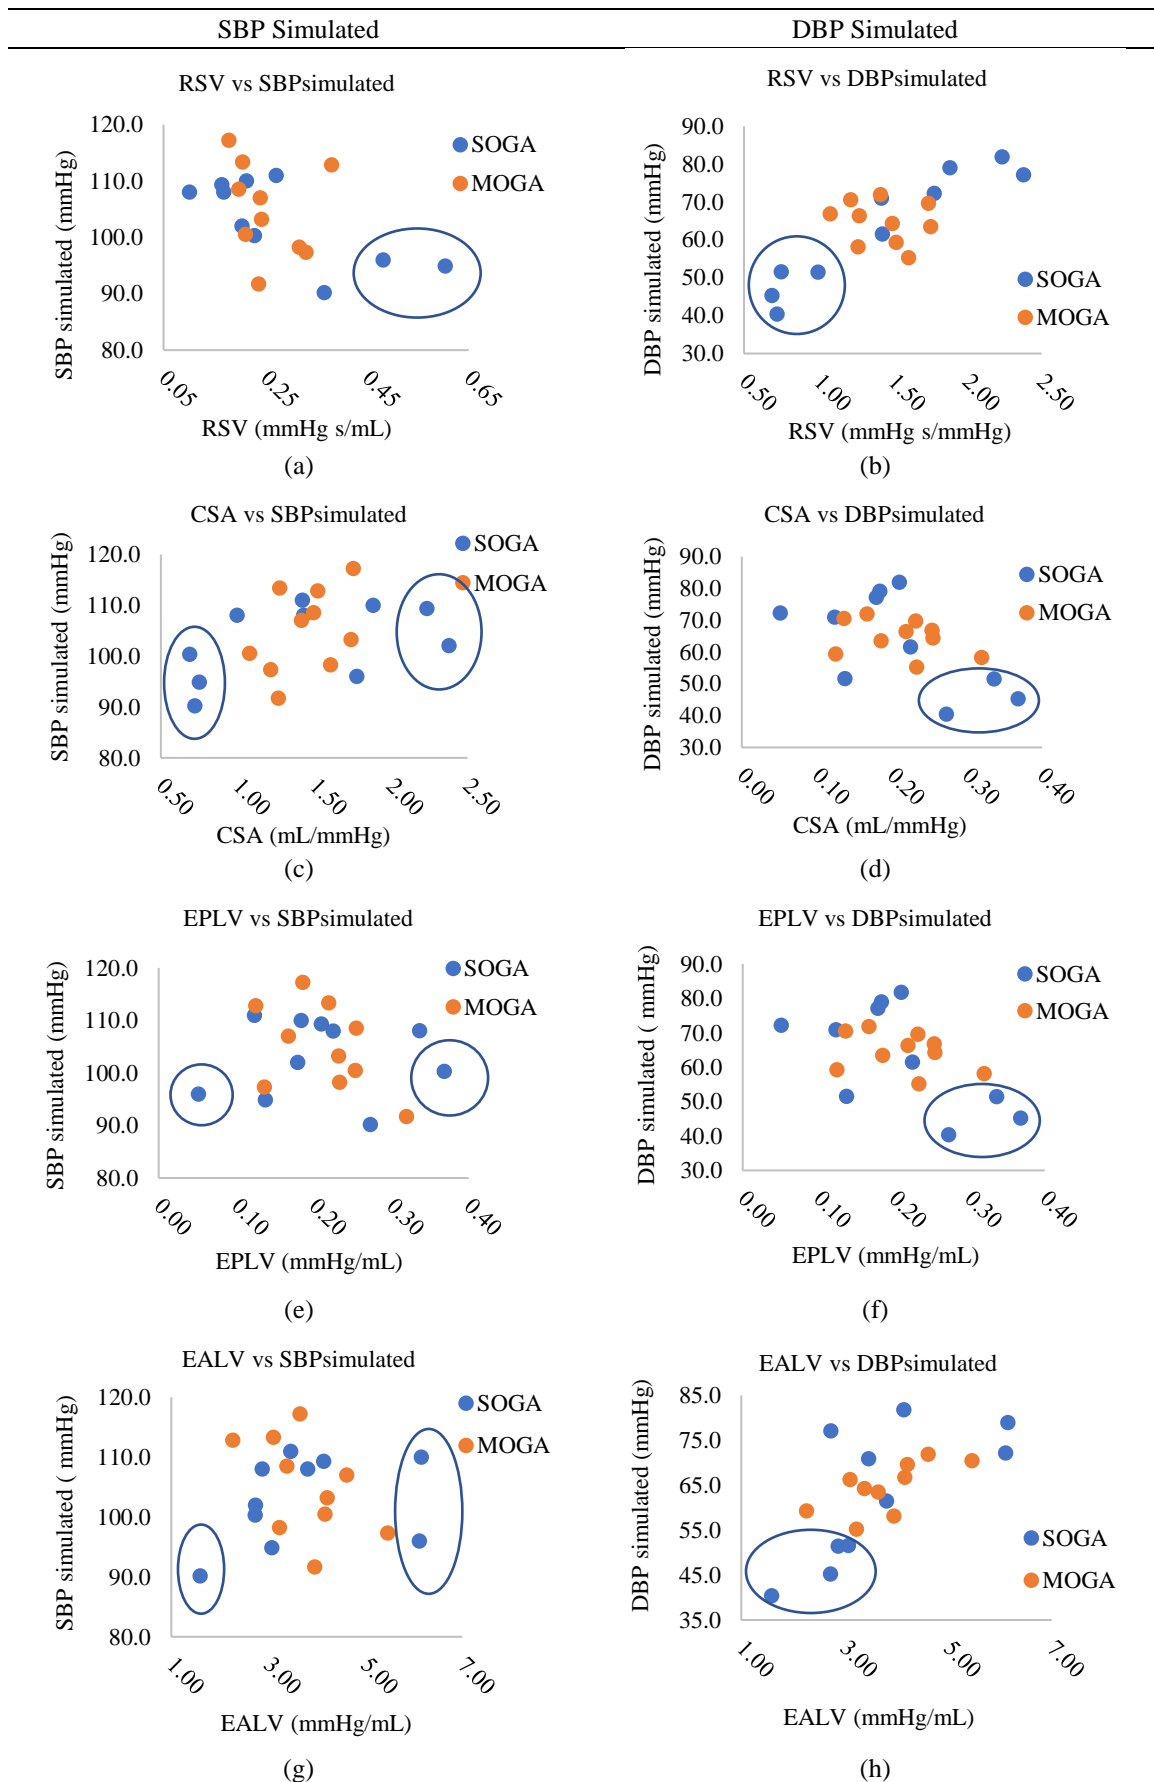 SBP Simulated DBP Simulated
RSV vs SBPsimulated
SBP simulated (mmHg)
120.0
110.0
100.0
90.0
80.0
SOGA
MOGA
0.05 0.25 0.45 0.65
RSV (mmHg s/mL)
(a)
RSV vs DBPsimulated
DBP simulated (mmHg)
90.0
80.0
70.0
60.0
50.0
40.0
30.0
SOGA
MOGA
0.50 1.00 1.50 2.00 2.50
RSV (mmHg s/mmHg)
(b)
CSA vs SBPsimulated
SBP simulated (mmHg)
120.0
110.0
100.0
90.0
80.0
SOGA
MOGA
0.50 1.00 1.50 2.00 2.50
CSA (mL/mmHg)
(c)
CSA vs DBPsimulated
DBP simulated (mmHg)
90.0
80.0
70.0
60.0
50.0
40.0
30.0
SOGA
MOGA
0.00 0.10 0.20 0.30 0.40
CSA (mL/mmHg)
(d)
EPLV vs SBPsimulated
SBP simulated (mmHg)
120.0
110.0
100.0
90.0
80.0
SOGA
MOGA
0.00 0.10 0.20 0.30 0.40
EPLV (mmHg/mL)
(e)
EPLV vs DBPsimulated
DBP simulated ( mmHg)
90.0
80.0
70.0
60.0
50.0
40.0
30.0
SOGA
MOGA
0.00 0.10 0.20 0.30 0.40
EPLV (mmHg/mL)
(f)
EALV vs SBPsimulated
SBP simulated ( mmHg)
120.0
110.0
100.0
90.0
80.0
SOGA
MOGA
1.00 3.00 5.00 7.00
EALV (mmHg/mL)
(g)
EALV vs DBPsimulated
DBP simulated (mmHg)
85.0
75.0
65.0
55.0
45.0
35.0
SOGA
MOGA
1.00 3.00 5.00 7.00
EALV (mmHg/mL)
(h)